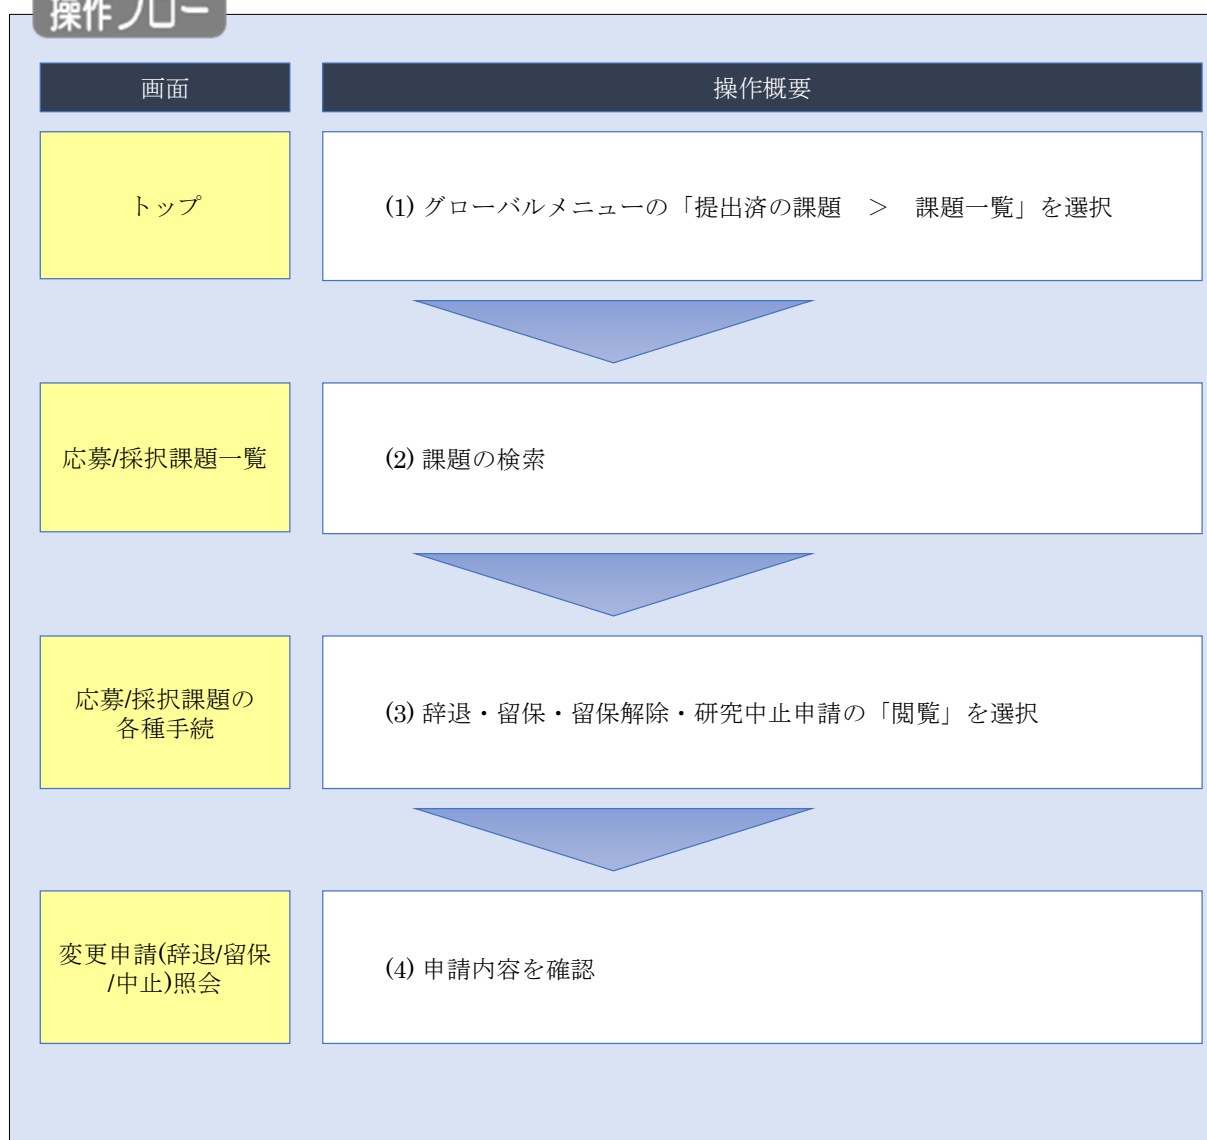 操作フロー
画面
操作概要
トップ
(1) グローバルメニューの「提出済の課題　＞　課題一覧」を選択
応募/採択課題一覧
(2) 課題の検索
応募/採択課題の
各種手続
(3) 辞退・留保・留保解除・研究中止申請の「閲覧」を選択
変更申請(辞退/留保
/中止)照会
(4) 申請内容を確認